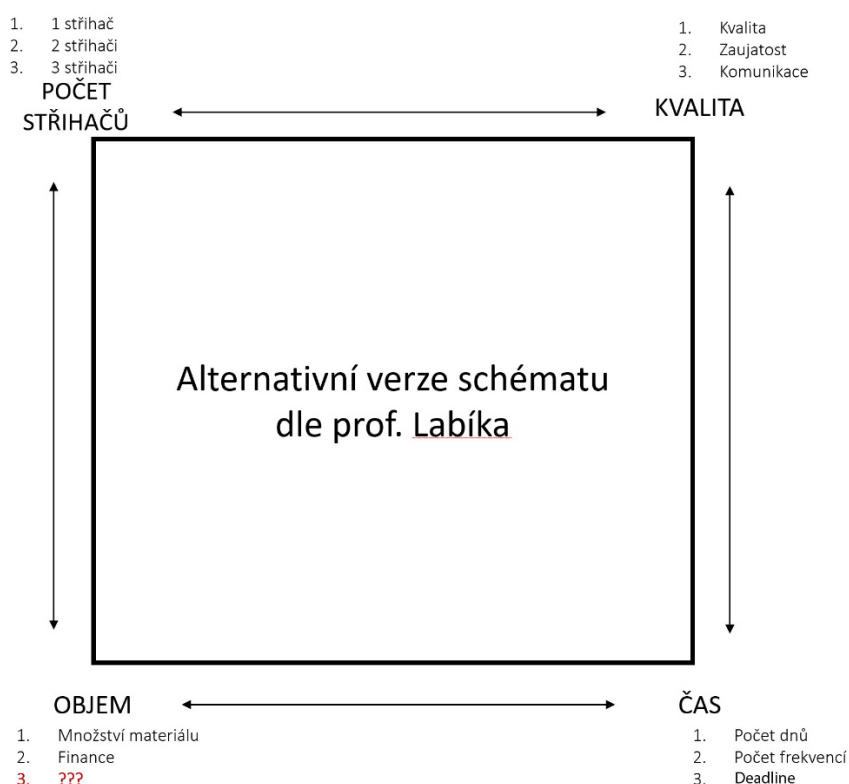 1. 1 střihač
2. 2 střihači
3. 3 střihači
POČET
STŘIHAČŮ
1. Kvalita
2. Zaujatost
3. Komunikace
KVALITA
Alternativní verze schématu
dle prof. Labíka
OBJEM
1. Množství materiálu
2. Finance
3. ???
ČAS
1. Počet dnů
2. Počet frekvencí
3. Deadline